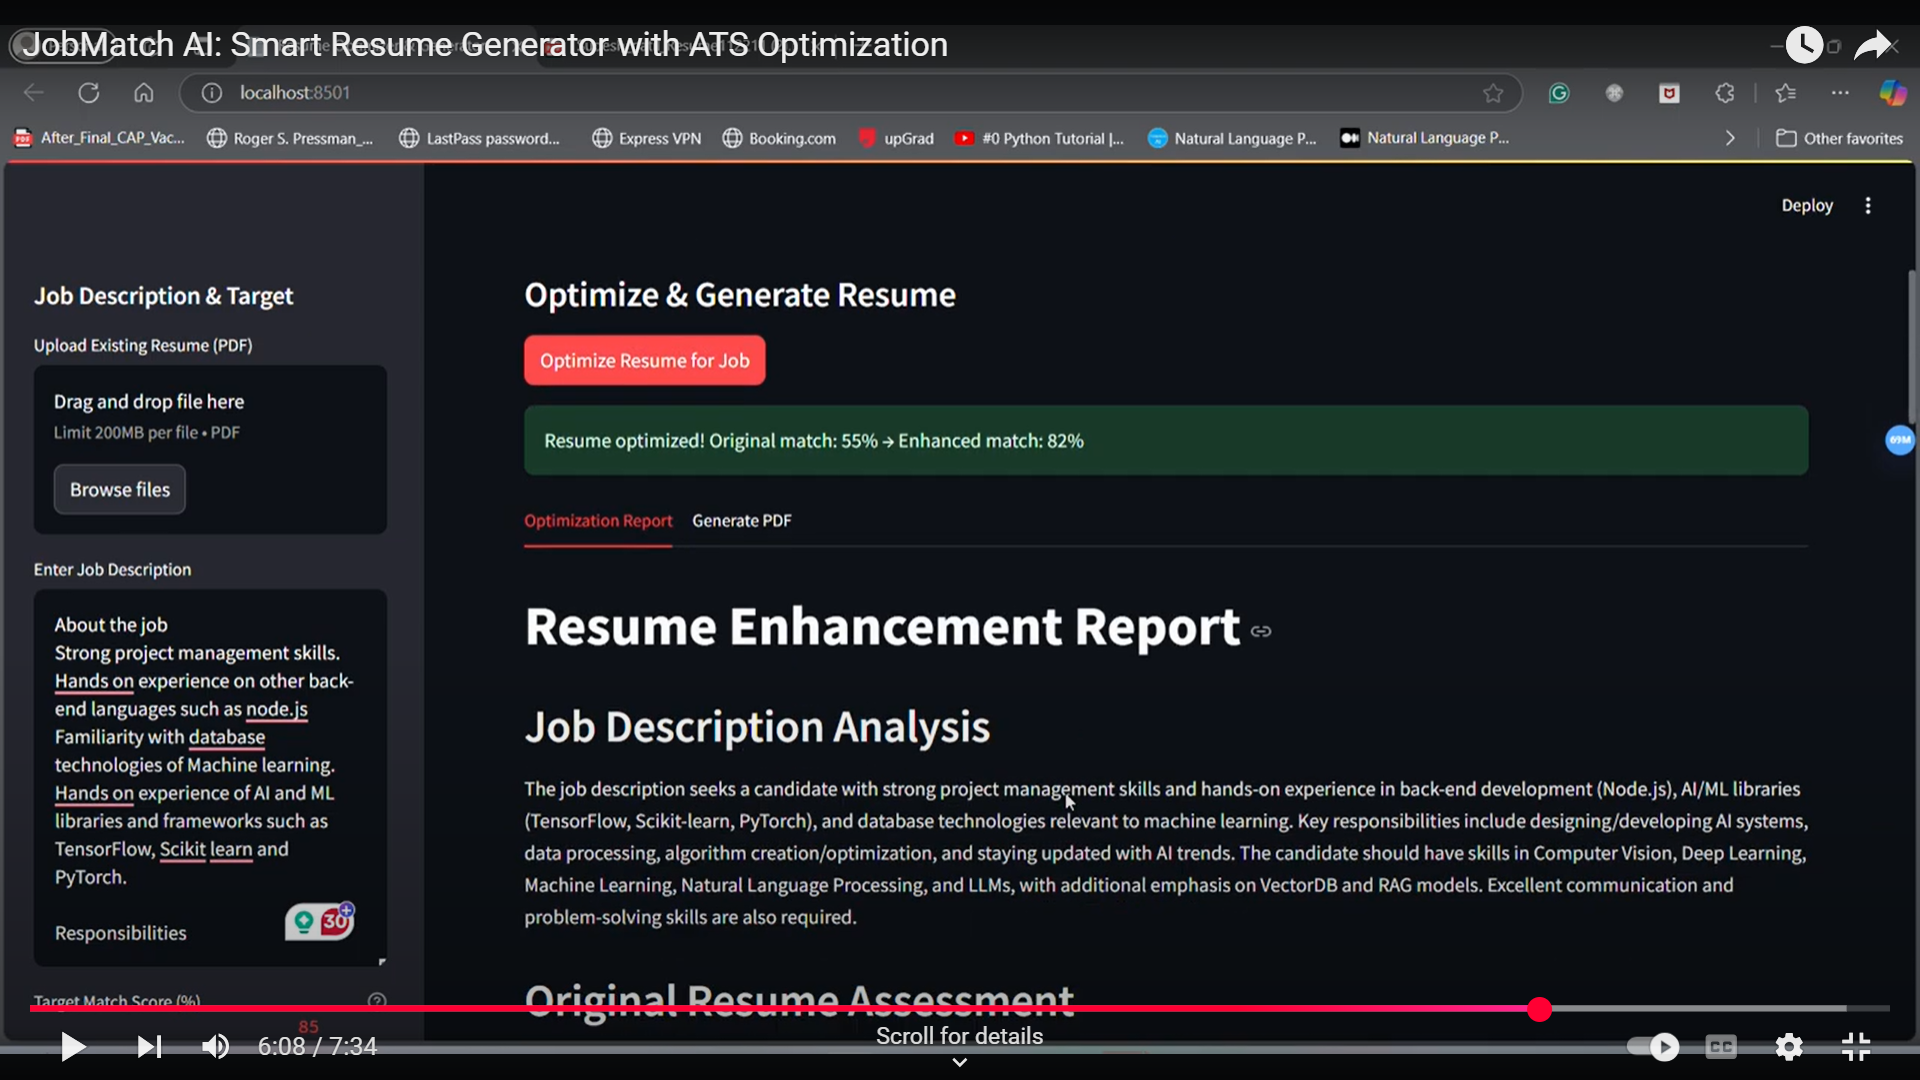 JobMatch AI: Smart Resume Generator with ATS Optimization
localhost:8501
After_Final_CAP_Vac...
Roger S. Pressman_...
LastPass password...
Express VPN
Booking.com
upGrad
#0 Python Tutorial |...
Natural Language P...
Natural Language P...
Other favorites
Deploy
Job Description & Target
Upload Existing Resume (PDF)
Drag and drop file here
Limit 200MB per file • PDF
Browse files
Enter Job Description
About the job
Strong project management skills.
Hands on experience on other back-
end languages such as node.js
Familiarity with database
technologies of Machine learning.
Hands on experience of AI and ML
libraries and frameworks such as
TensorFlow, Scikit learn and
PyTorch.
Responsibilities
30
Target Match Score (%)
85
Optimize & Generate Resume
Optimize Resume for Job
Resume optimized! Original match: 55% → Enhanced match: 82%
Optimization Report
Generate PDF
Resume Enhancement Report
Job Description Analysis
The job description seeks a candidate with strong project management skills and hands-on experience in back-end development (Node.js), AI/ML libraries
(TensorFlow, Scikit-learn, PyTorch), and database technologies relevant to machine learning. Key responsibilities include designing/developing AI systems,
data processing, algorithm creation/optimization, and staying updated with AI trends. The candidate should have skills in Computer Vision, Deep Learning,
Machine Learning, Natural Language Processing, and LLMs, with additional emphasis on VectorDB and RAG models. Excellent communication and
problem-solving skills are also required.
Original Resume Assessment
69M
6:08 / 7:34
Scroll for details
CC